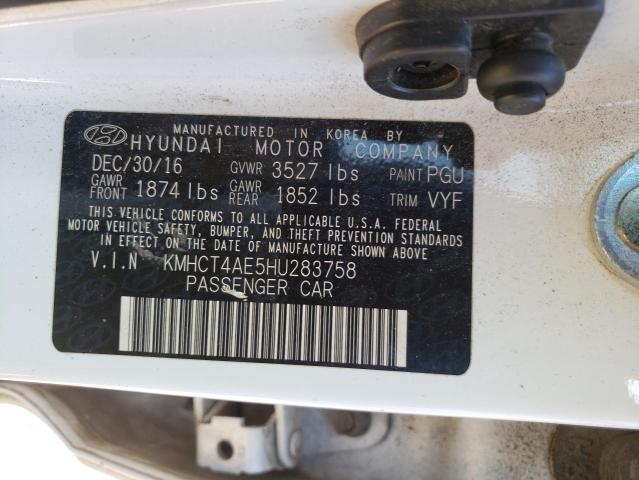 MANUFACTURED IN KOREA BY
HYUNDAI MOTOR COMPANY
DEC/30/16 GVWR 3527 lbs PAINT PGU
GAWR FRONT 1874 lbs GAWR REAR 1852 lbs TRIM VYF
THIS VEHICLE CONFORMS TO ALL APPLICABLE U.S.A. FEDERAL
MOTOR VEHICLE SAFETY, BUMPER, AND THEFT PREVENTION STANDARDS
IN EFFECT ON THE DATE OF MANUFACTURE SHOWN ABOVE
V.I.N KMHCT4AE5HU283758
PASSENGER CAR